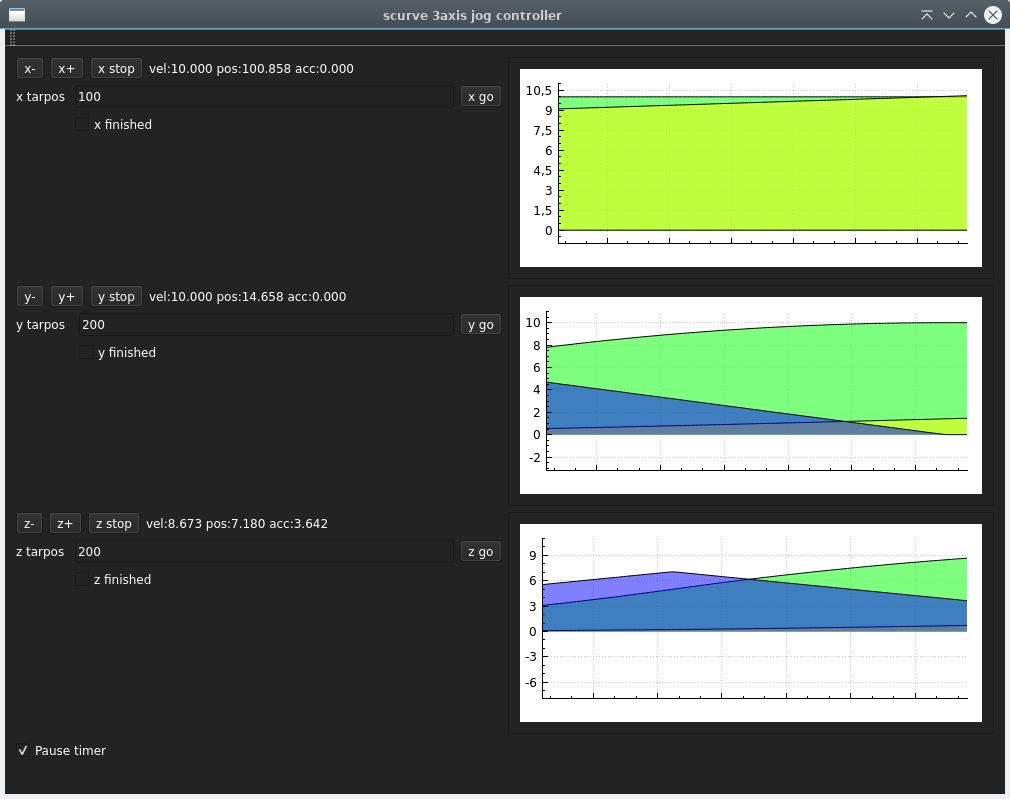 scurve 3axis jog controller
x- x+ x stop vel:10.000 pos:100.858 acc:0.000
x tarpos 100 x go
x finished
10,5
9
7,5
6
4,5
3
1,5
0
y- y+ y stop vel:10.000 pos:14.658 acc:0.000
y tarpos 200 y go
y finished
10
8
6
4
2
0
-2
z- z+ z stop vel:8.673 pos:7.180 acc:3.642
z tarpos 200 z go
z finished
9
6
3
0
-3
-6
Pause timer